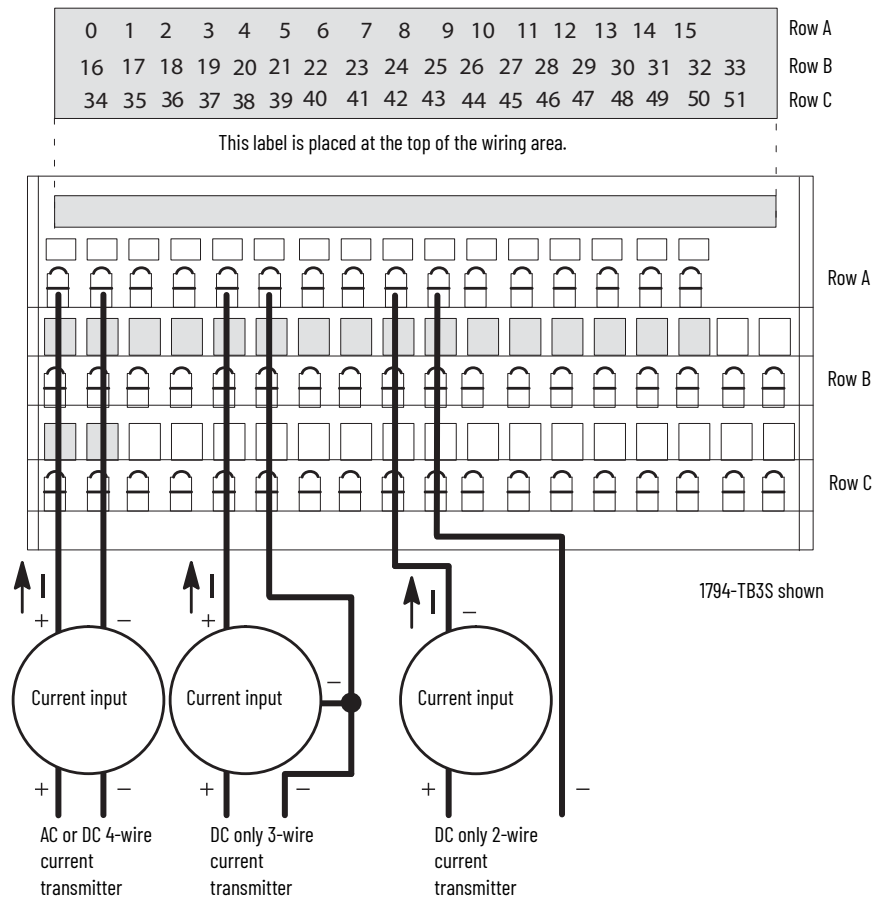 0 1 2 3 4 5 6 7 8 9 10 11 12 13 14 15 Row A
16 17 18 19 20 21 22 23 24 25 26 27 28 29 30 31 32 33 Row B
34 35 36 37 38 39 40 41 42 43 44 45 46 47 48 49 50 51 Row C
This label is placed at the top of the wiring area.
Row A
Row B
Row C
1794-TB3S shown
I I I
+ − + −
−
Current input Current input Current input
+ − + − + −
AC or DC 4-wire
current
transmitter
DC only 3-wire
current
transmitter
DC only 2-wire
current
transmitter